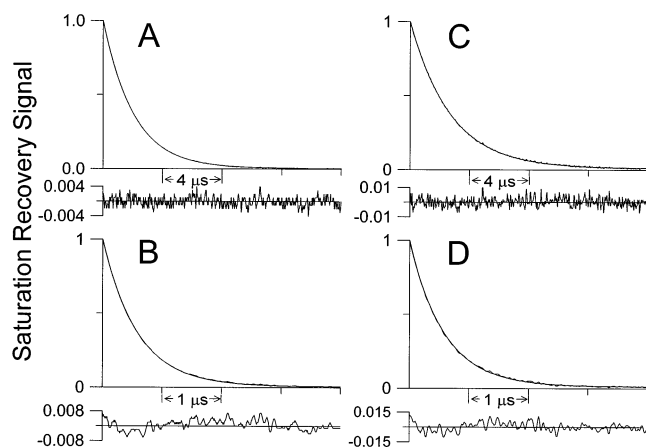 Saturation Recovery Signal
A
1.0
0.0
4 μs
0.004
-0.004
B
1
0
1 μs
0.008
-0.008
C
1
0
4 μs
0.01
-0.01
D
1
0
1 μs
0.015
-0.015